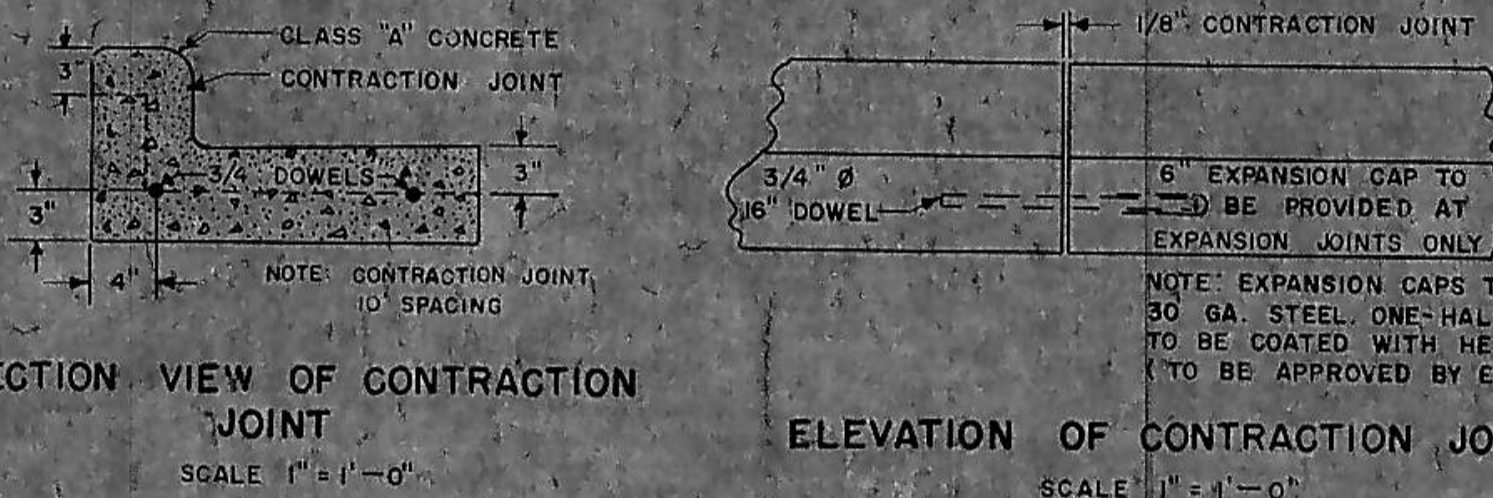 CLASS "A" CONCRETE
CONTRACTION JOINT
3"
3/4" DOWELS
3"
3"
4"
NOTE: CONTRACTION JOINT
10' SPACING
ECTION VIEW OF CONTRACTION
JOINT
SCALE 1" = 1'-0"
1/8" CONTRACTION JOINT
3/4" Ø
16" DOWEL
6" EXPANSION CAP TO
BE PROVIDED AT
EXPANSION JOINTS ONLY
NOTE: EXPANSION CAPS T
30 GA. STEEL. ONE-HAL
TO BE COATED WITH HE
(TO BE APPROVED BY E
ELEVATION OF CONTRACTION JO
SCALE 1" = 1'-0"